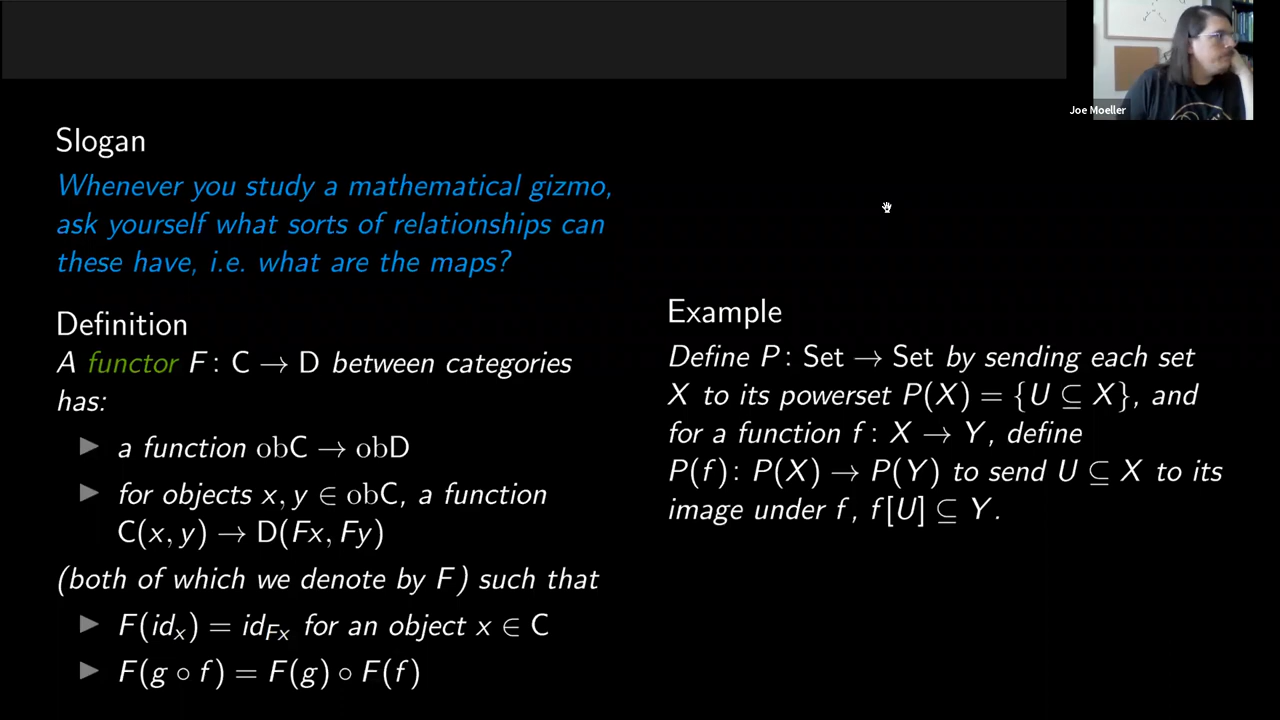 Joe Moeller
Slogan
Whenever you study a mathematical gizmo,
ask yourself what sorts of relationships can
these have, i.e. what are the maps?
Definition
A functor F : C → D between categories
has:
▶ a function obC → obD
▶ for objects x, y ∈ obC, a function
C(x, y) → D(Fx, Fy)
(both of which we denote by F) such that
▶ F(id_x) = id_{Fx} for an object x ∈ C
▶ F(g ∘ f) = F(g) ∘ F(f)
Example
Define P : Set → Set by sending each set
X to its powerset P(X) = {U ⊆ X}, and
for a function f : X → Y, define
P(f) : P(X) → P(Y) to send U ⊆ X to its
image under f, f[U] ⊆ Y.